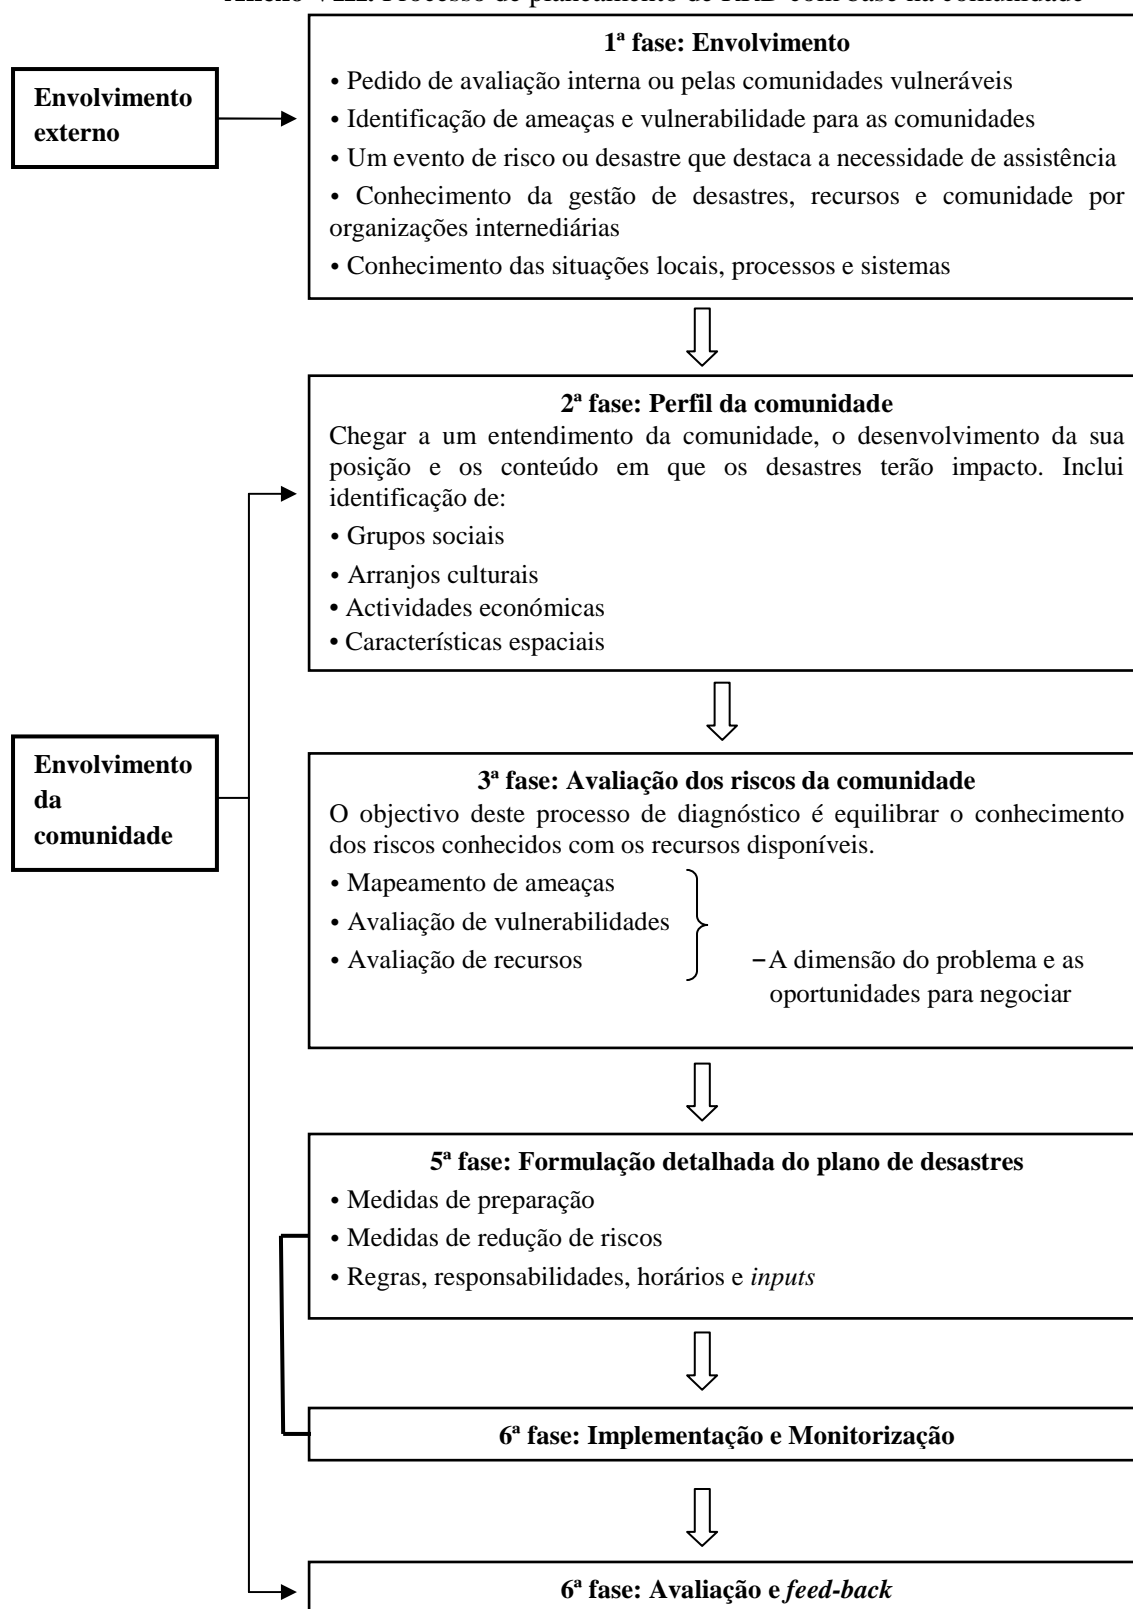 1ª fase: Envolvimento
• Pedido de avaliação interna ou pelas comunidades vulneráveis
• Identificação de ameaças e vulnerabilidade para as comunidades
• Um evento de risco ou desastre que destaca a necessidade de assistência
• Conhecimento da gestão de desastres, recursos e comunidade por
organizações internediárias
• Conhecimento das situações locais, processos e sistemas
Envolvimento
externo
2ª fase: Perfil da comunidade
Chegar a um entendimento da comunidade, o desenvolvimento da sua
posição e os conteúdo em que os desastres terão impacto. Inclui
identificação de:
• Grupos sociais
• Arranjos culturais
• Actividades económicas
• Características espaciais
Envolvimento
da
comunidade
3ª fase: Avaliação dos riscos da comunidade
O objectivo deste processo de diagnóstico é equilibrar o conhecimento
dos riscos conhecidos com os recursos disponíveis.
• Mapeamento de ameaças
• Avaliação de vulnerabilidades
• Avaliação de recursos
–A dimensão do problema e as
oportunidades para negociar
5ª fase: Formulação detalhada do plano de desastres
• Medidas de preparação
• Medidas de redução de riscos
• Regras, responsabilidades, horários e inputs
6ª fase: Implementação e Monitorização
6ª fase: Avaliação e feed-back